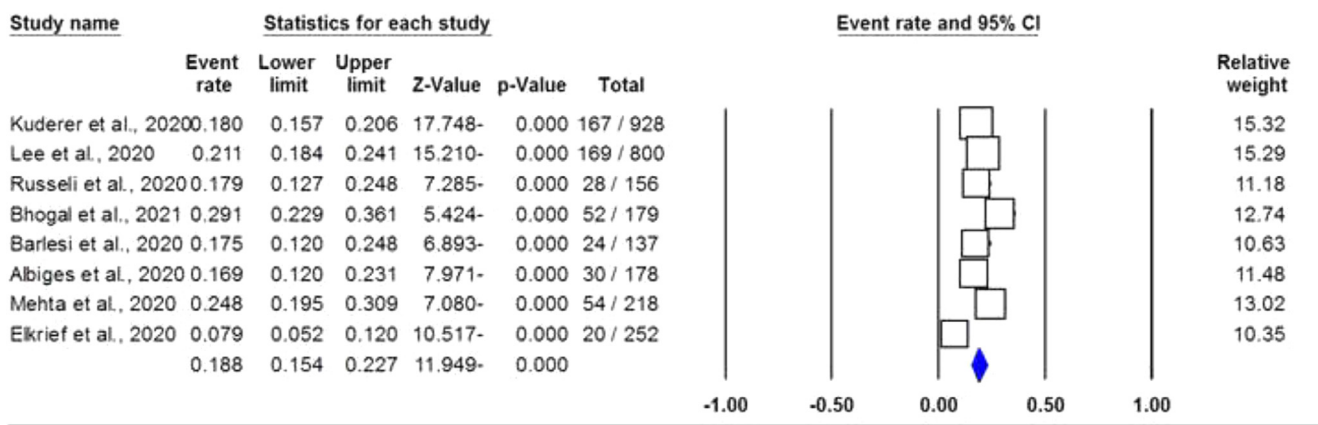 Study name Statistics for each study Event rate and 95% CI
Event Lower Upper Relative
rate limit limit Z-Value p-Value Total weight
Kuderer et al., 20200.180 0.157 0.206 17.748- 0.000 167 / 928 15.32
Lee et al., 2020 0.211 0.184 0.241 15.210- 0.000 169 / 800 15.29
Russeli et al., 2020 0.179 0.127 0.248 7.285- 0.000 28 / 156 11.18
Bhogal et al., 2021 0.291 0.229 0.361 5.424- 0.000 52 / 179 12.74
Barlesi et al., 2020 0.175 0.120 0.248 6.893- 0.000 24 / 137 10.63
Albiges et al., 2020 0.169 0.120 0.231 7.971- 0.000 30 / 178 11.48
Mehta et al., 2020 0.248 0.195 0.309 7.080- 0.000 54 / 218 13.02
Elkrief et al., 2020 0.079 0.052 0.120 10.517- 0.000 20 / 252 10.35
0.188 0.154 0.227 11.949- 0.000
-1.00 -0.50 0.00 0.50 1.00